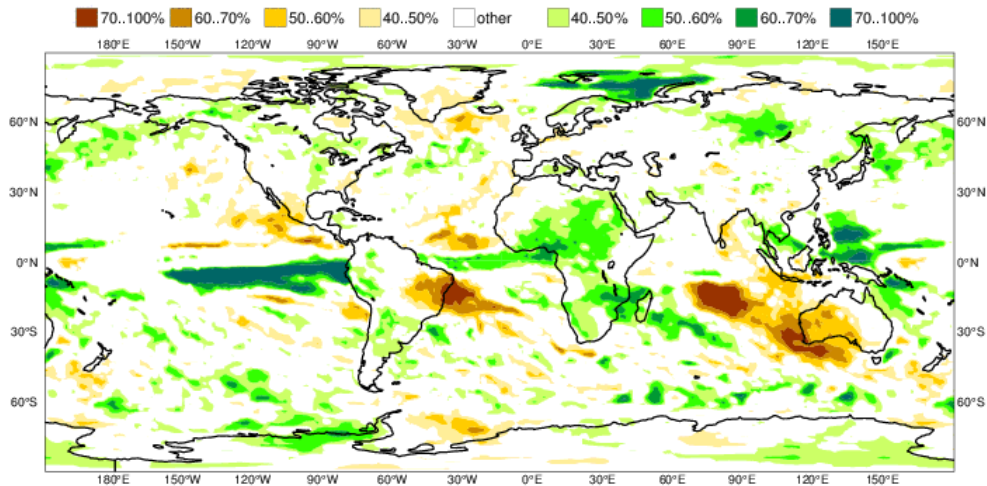 70..100% 60..70% 50..60% 40..50% other 40..50% 50..60% 60..70% 70..100%
180°E 150°W 120°W 90°W 60°W 30°W 0°E 30°E 60°E 90°E 120°E 150°E
60°N 60°N
30°N 30°N
0°N 0°N
30°S 30°S
60°S 60°S
180°E 150°W 120°W 90°W 60°W 30°W 0°E 30°E 60°E 90°E 120°E 150°E